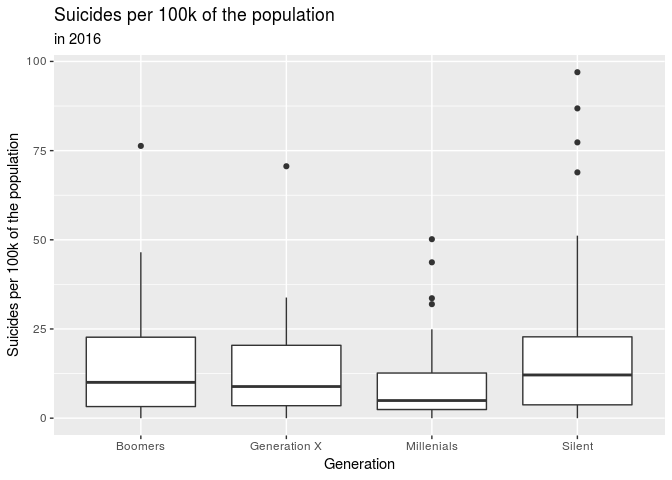 Suicides per 100k of the population
in 2016
Suicides per 100k of the population
100
75
50
25
0
Boomers
Generation X
Millenials
Silent
Generation